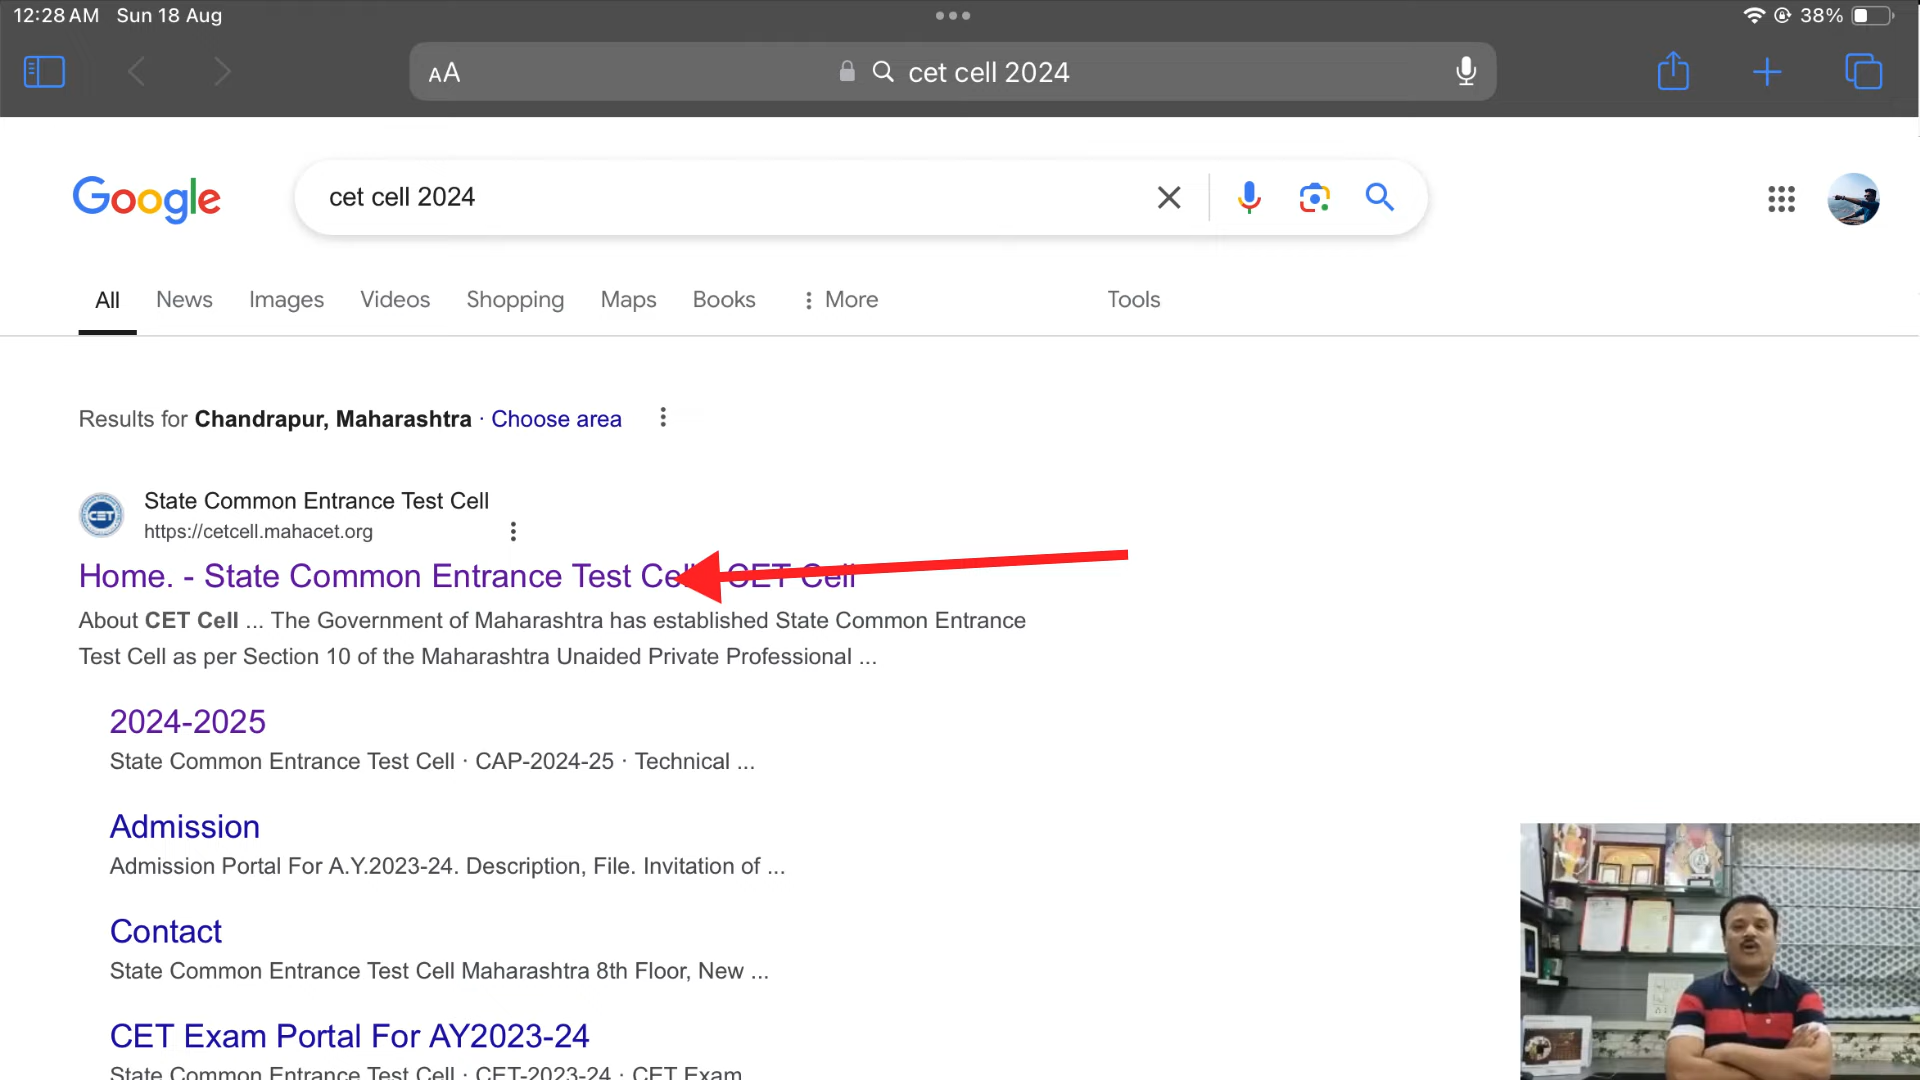 12:28 AM Sun 18 Aug
38%
AA cet cell 2024
Google
cet cell 2024
All News Images Videos Shopping Maps Books More Tools
Results for Chandrapur, Maharashtra · Choose area
CET
State Common Entrance Test Cell
https://cetcell.mahacet.org
Home. - State Common Entrance Test Cell CET Cell
About CET Cell ... The Government of Maharashtra has established State Common Entrance
Test Cell as per Section 10 of the Maharashtra Unaided Private Professional ...
2024-2025
State Common Entrance Test Cell · CAP-2024-25 · Technical ...
Admission
Admission Portal For A.Y.2023-24. Description, File. Invitation of ...
Contact
State Common Entrance Test Cell Maharashtra 8th Floor, New ...
CET Exam Portal For AY2023-24
State Common Entrance Test Cell · CET-2023-24 · CET Exam